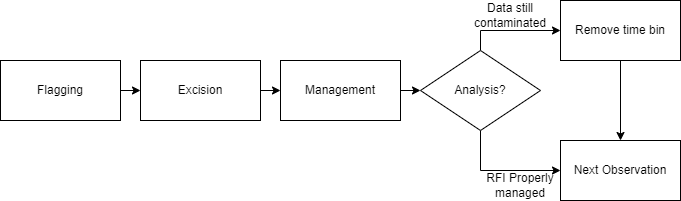 Data still
contaminated
Remove time bin
Flagging
Excision
Management
Analysis?
RFI Properly
managed
Next Observation